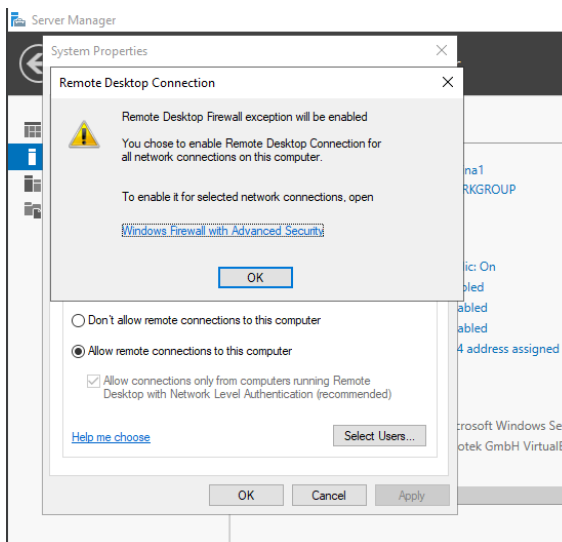 Server Manager
System Properties
Remote Desktop Connection
Remote Desktop Firewall exception will be enabled
You chose to enable Remote Desktop Connection for
all network connections on this computer.
To enable it for selected network connections, open
Windows Firewall with Advanced Security
OK
Don't allow remote connections to this computer
Allow remote connections to this computer
Allow connections only from computers running Remote
Desktop with Network Level Authentication (recommended)
Help me choose
Select Users...
OK
Cancel
Apply
na1
RKGROUP
ic: On
bled
abled
abled
4 address assigned
crosoft Windows Se
otek GmbH Virtual